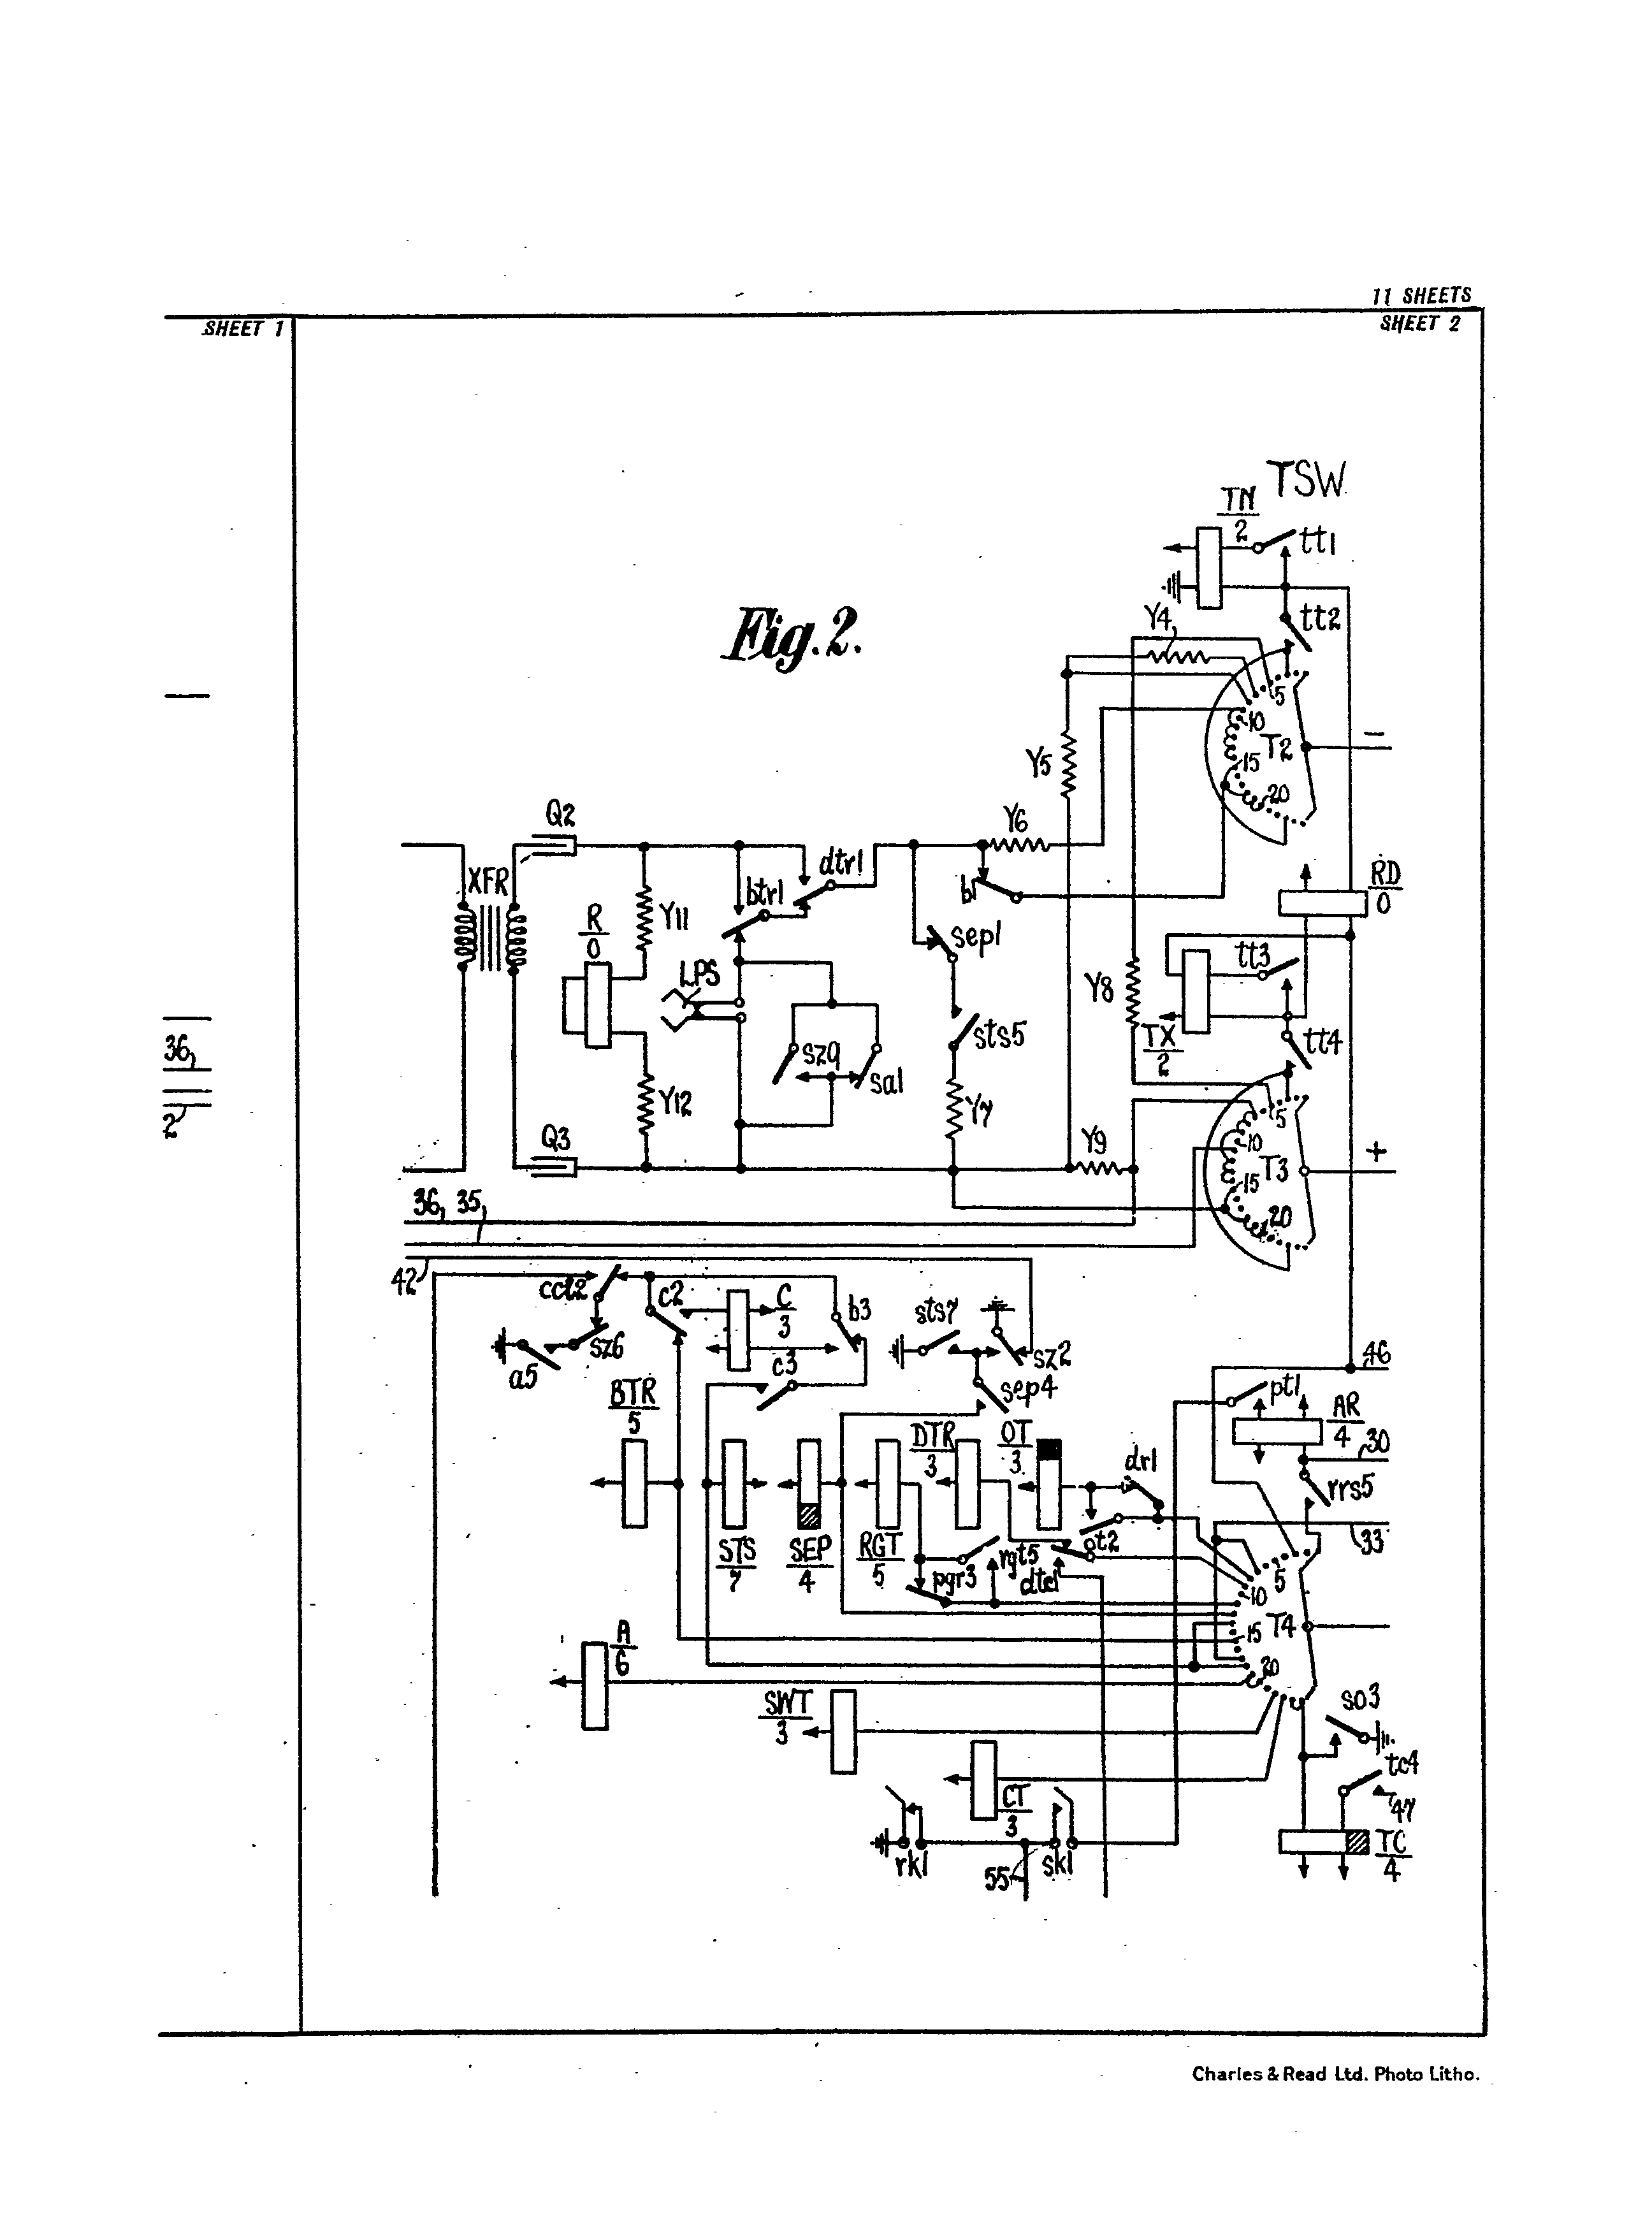 11 SHEETS
SHEET 1
SHEET 2
TSW
TN
2
tt1
Fig. 2.
Y4
tt2
5
10
T2
15
20
−
Y5
Q2
Y6
XFR
dtr1
btr1
b1
RD
0
R
0
Y11
sep1
tt3
LPS
Y8
TX
2
tt4
36
2
sz9
sa1
sts5
Y12
Y7
5
10
T3
15
20
+
Q3
Y9
36, 35,
42
ccl2
c2
C
3
b3
sts7
sz2
sz6
a5
c3
sep4
46
pt1
AR
4
30
BTR
5
DTR
3
OT
3
dr1
rrs5
33
STS
7
SEP
4
RGT
5
pgr3
rgt5
dtc1
ot2
5
10
T4
15
20
A
6
SWT
3
so3
tc4
47
CT
3
rk1
55
sk1
TC
4
Charles & Read Ltd. Photo Litho.